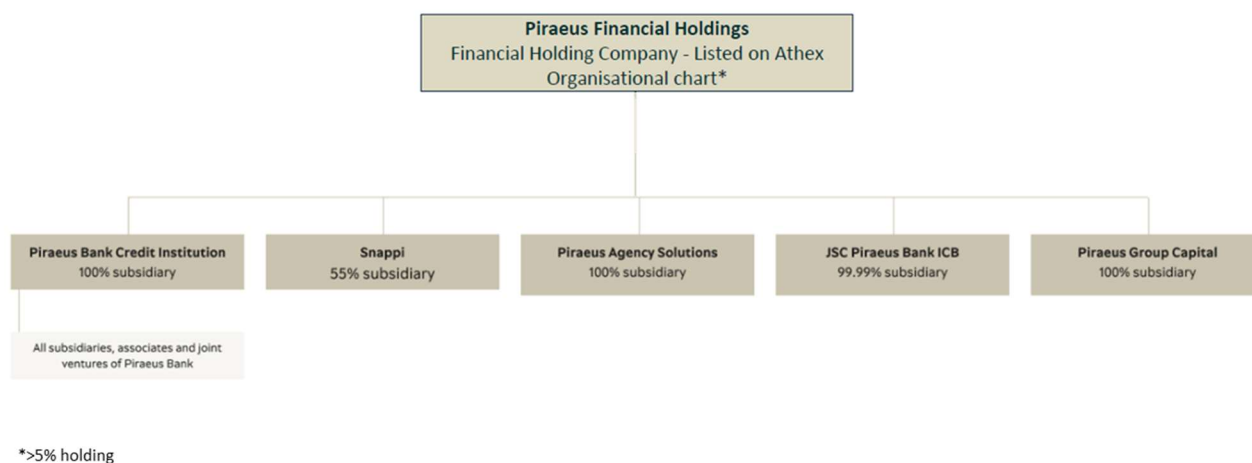 Piraeus Financial Holdings
Financial Holding Company - Listed on Athex
Organisational chart*
Piraeus Bank Credit Institution
100% subsidiary
Snappi
55% subsidiary
Piraeus Agency Solutions
100% subsidiary
JSC Piraeus Bank ICB
99.99% subsidiary
Piraeus Group Capital
100% subsidiary
All subsidiaries, associates and joint
ventures of Piraeus Bank
*>5% holding